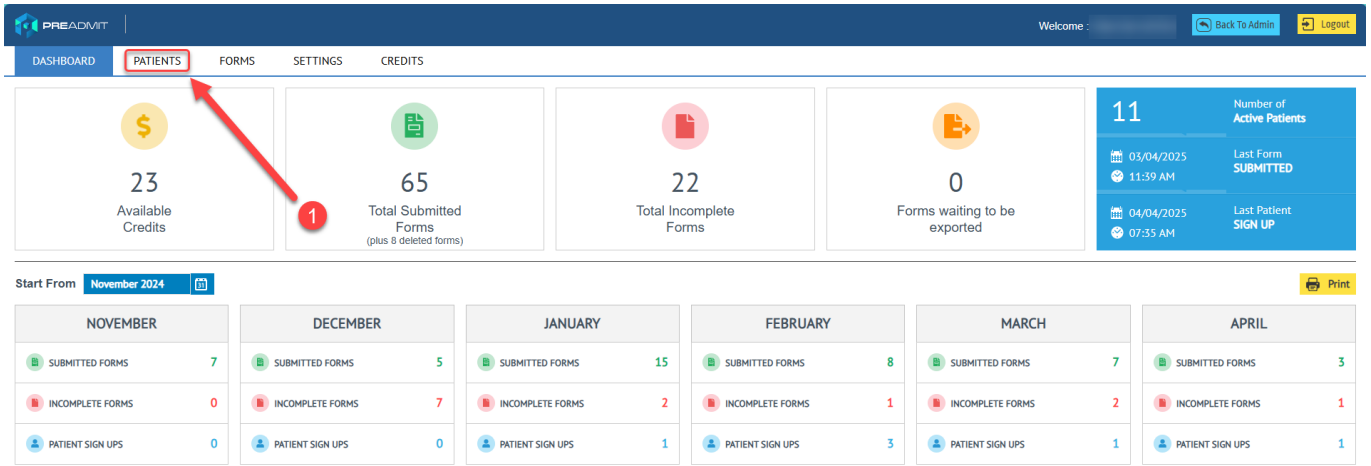 PREADMIT
Welcome :
Back To Admin
Logout
DASHBOARD PATIENTS FORMS SETTINGS CREDITS
23
Available
Credits
65
Total Submitted
Forms
(plus 8 deleted forms)
22
Total Incomplete
Forms
0
Forms waiting to be
exported
11
Number of
Active Patients
03/04/2025
11:39 AM
Last Form
SUBMITTED
04/04/2025
07:35 AM
Last Patient
SIGN UP
1
Start From November 2024 31
Print
NOVEMBER DECEMBER JANUARY FEBRUARY MARCH APRIL
SUBMITTED FORMS 7 SUBMITTED FORMS 5 SUBMITTED FORMS 15 SUBMITTED FORMS 8 SUBMITTED FORMS 7 SUBMITTED FORMS 3
INCOMPLETE FORMS 0 INCOMPLETE FORMS 7 INCOMPLETE FORMS 2 INCOMPLETE FORMS 1 INCOMPLETE FORMS 2 INCOMPLETE FORMS 1
PATIENT SIGN UPS 0 PATIENT SIGN UPS 0 PATIENT SIGN UPS 1 PATIENT SIGN UPS 3 PATIENT SIGN UPS 1 PATIENT SIGN UPS 1